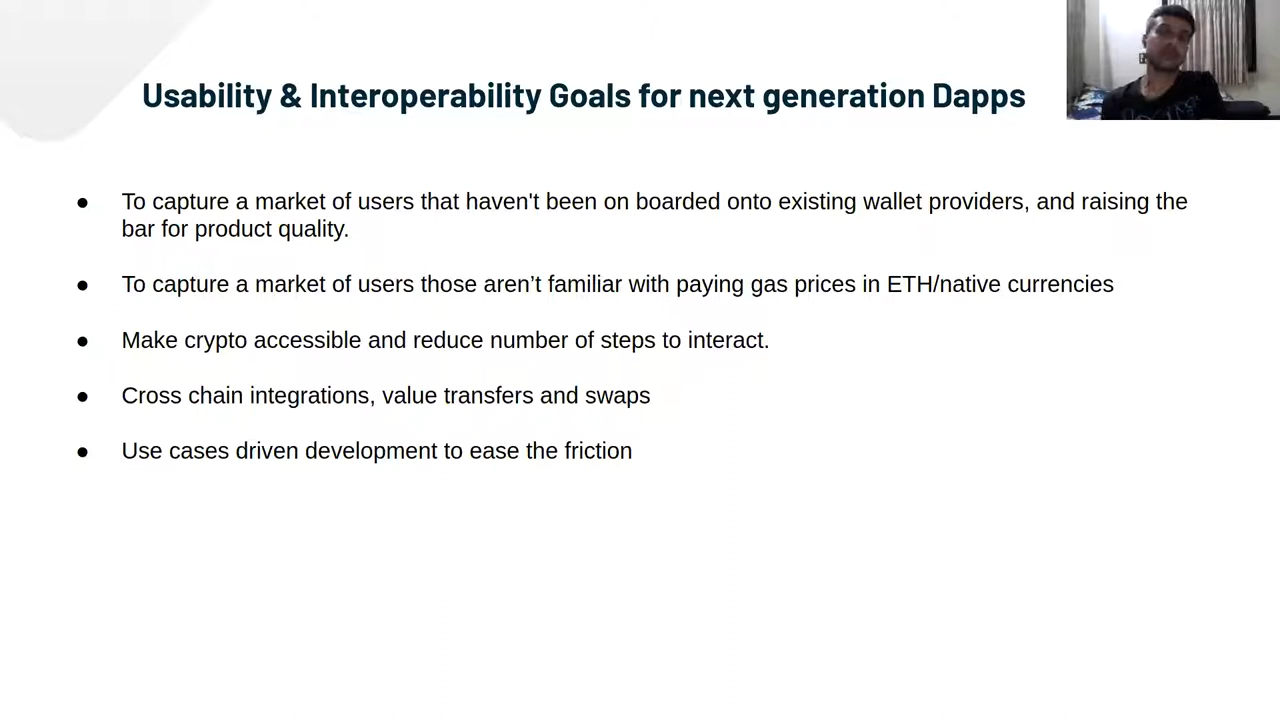 Usability & Interoperability Goals for next generation Dapps
● To capture a market of users that haven't been on boarded onto existing wallet providers, and raising the
bar for product quality.
● To capture a market of users those aren’t familiar with paying gas prices in ETH/native currencies
● Make crypto accessible and reduce number of steps to interact.
● Cross chain integrations, value transfers and swaps
● Use cases driven development to ease the friction